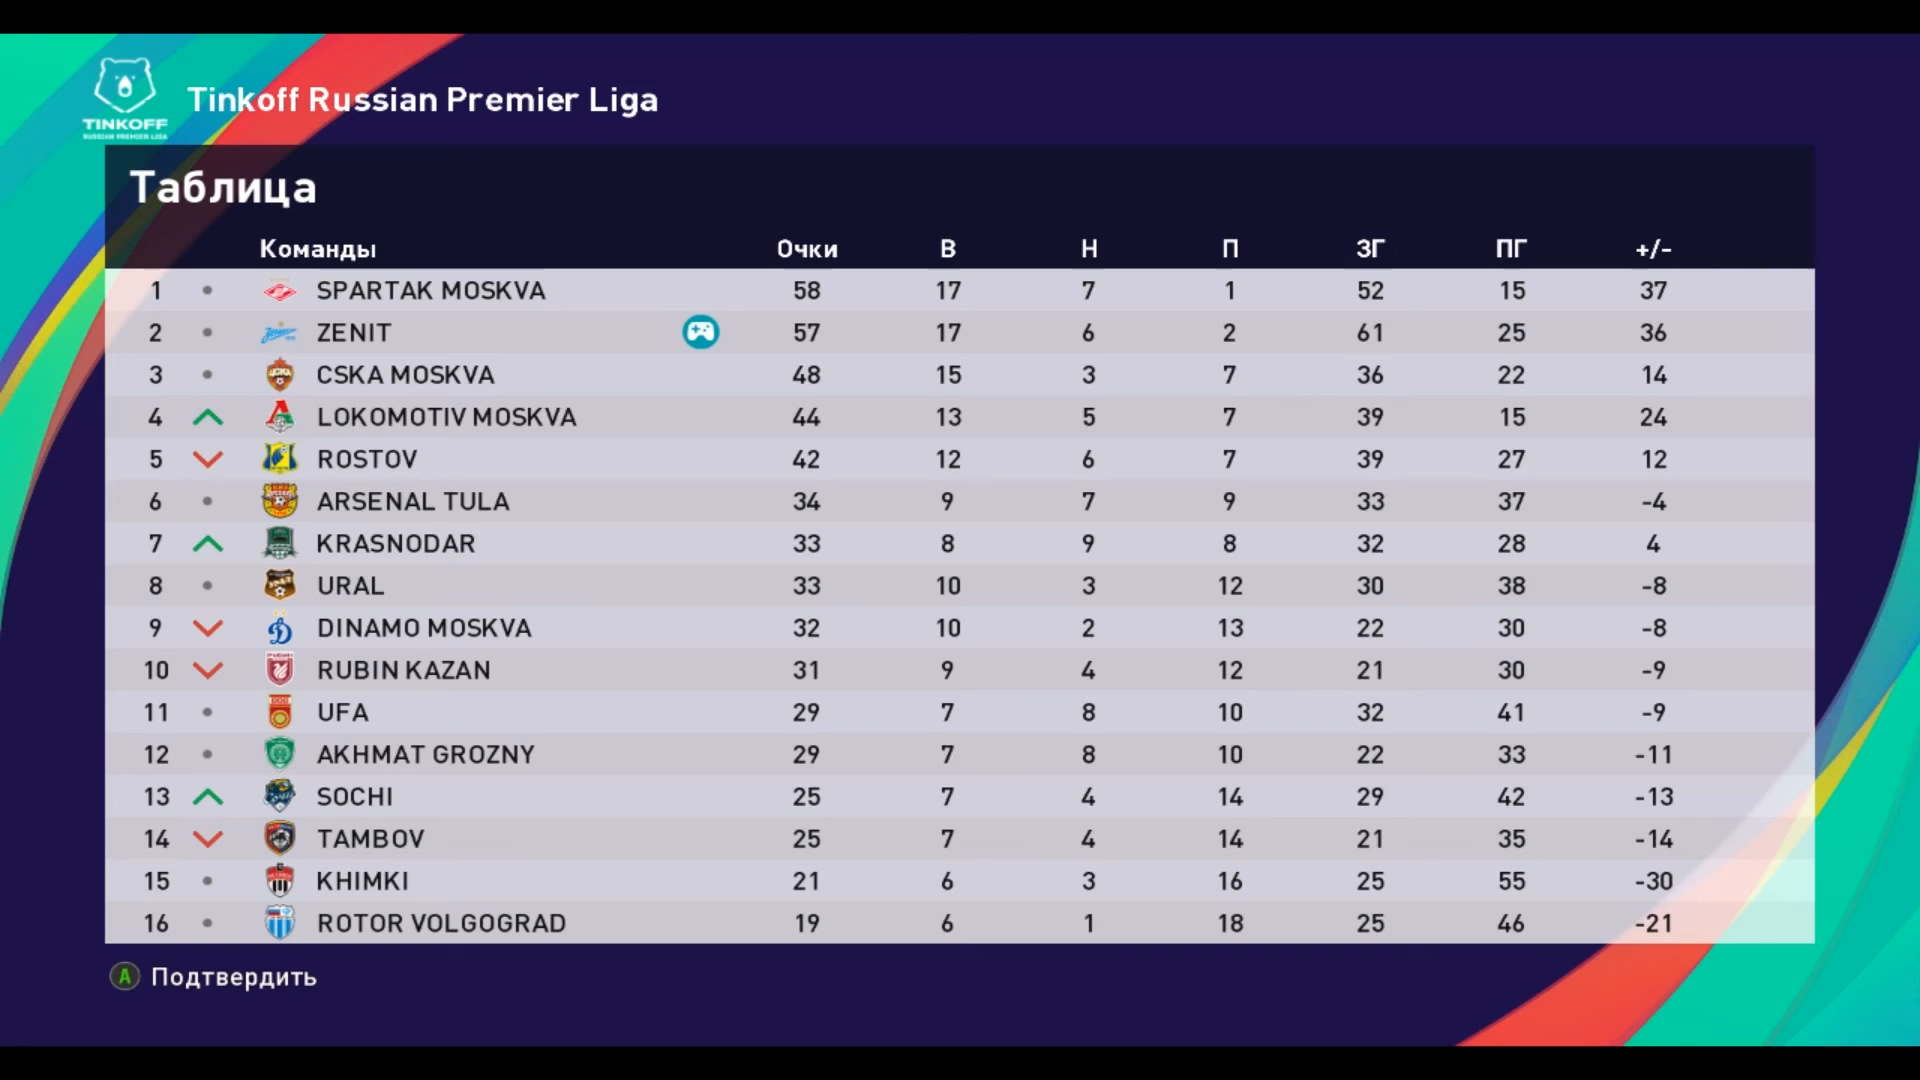 TINKOFF
RUSSIAN PREMIER LIGA
Tinkoff Russian Premier Liga
Таблица
Команды Очки В Н П ЗГ ПГ +/-
1 SPARTAK MOSKVA 58 17 7 1 52 15 37
2 ZENIT 57 17 6 2 61 25 36
3 CSKA MOSKVA 48 15 3 7 36 22 14
4 LOKOMOTIV MOSKVA 44 13 5 7 39 15 24
5 ROSTOV 42 12 6 7 39 27 12
6 ARSENAL TULA 34 9 7 9 33 37 -4
7 KRASNODAR 33 8 9 8 32 28 4
8 URAL 33 10 3 12 30 38 -8
9 DINAMO MOSKVA 32 10 2 13 22 30 -8
10 RUBIN KAZAN 31 9 4 12 21 30 -9
11 UFA 29 7 8 10 32 41 -9
12 AKHMAT GROZNY 29 7 8 10 22 33 -11
13 SOCHI 25 7 4 14 29 42 -13
14 TAMBOV 25 7 4 14 21 35 -14
15 KHIMKI 21 6 3 16 25 55 -30
16 ROTOR VOLGOGRAD 19 6 1 18 25 46 -21
A Подтвердить